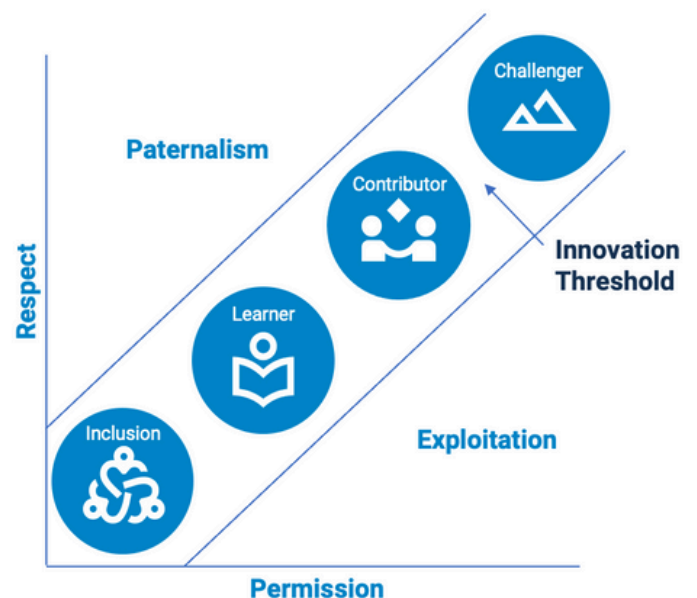 Challenger
Paternalism
Contributor
Innovation
Threshold
Respect
Learner
Inclusion
Exploitation
Permission